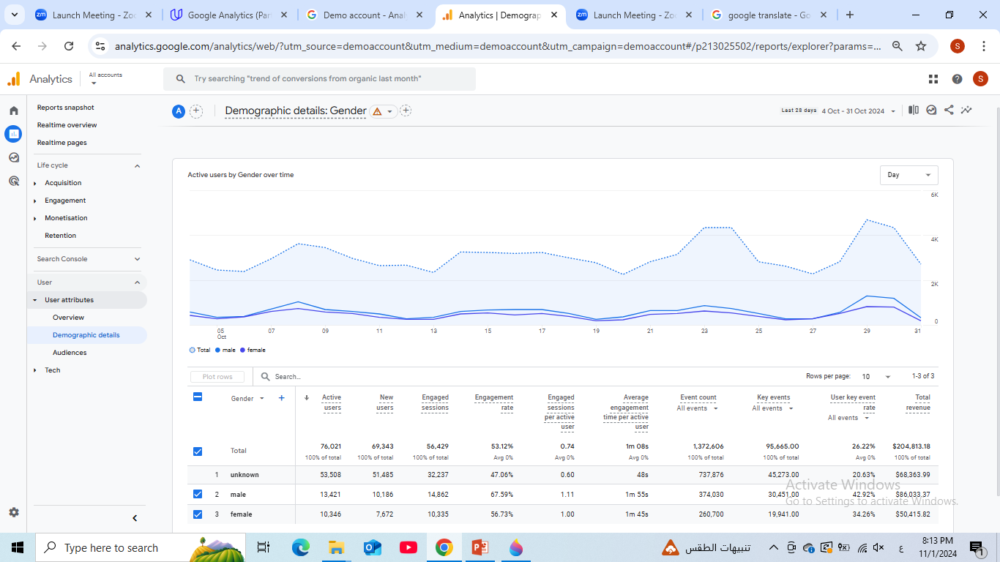 Launch Meeting - Zoo
Google Analytics (Par
Demo account - Anal
Analytics | Demograp
Launch Meeting - Zoo
google translate - Go
analytics.google.com/analytics/web/?utm_source=demoaccount&utm_medium=demoaccount&utm_campaign=demoaccount#/p213025502/reports/explorer?params=...
S
Analytics
All accounts
Try searching "trend of conversions from organic last month"
S
Reports snapshot
Realtime overview
Realtime pages
Life cycle
Acquisition
Engagement
Monetisation
Retention
Search Console
User
User attributes
Overview
Demographic details
Audiences
Tech
A
Demographic details: Gender
Last 28 days 4 Oct - 31 Oct 2024
Active users by Gender over time
Day
6K
4K
2K
0
05 07 09 11 13 15 17 19 21 23 25 27 29 31
Oct
Total male female
Plot rows
Search...
Rows per page: 10
1-3 of 3
Gender
Active users
New users
Engaged sessions
Engagement rate
Engaged sessions per active user
Average engagement time per active user
Event count
All events
Key events
All events
User key event rate
All events
Total revenue
Total 76,021 69,343 56,429 53.12% 0.74 1m 08s 1,372,606 95,665.00 26.22% $204,813.18
100% of total 100% of total 100% of total Avg 0% Avg 0% Avg 0% 100% of total 100% of total Avg 0% 100% of total
1 unknown 53,508 51,485 32,237 47.06% 0.60 48s 737,876 45,273.00 20.63% $68,363.99
2 male 13,421 10,186 14,862 67.59% 1.11 1m 55s 374,030 30,451.00 42.92% $86,033.37
3 female 10,346 7,672 10,335 56.73% 1.00 1m 45s 260,700 19,941.00 34.26% $50,415.82
Activate Windows
Go to Settings to activate Windows.
Type here to search
تنبيهات الطقس
ع
8:13 PM
11/1/2024
1